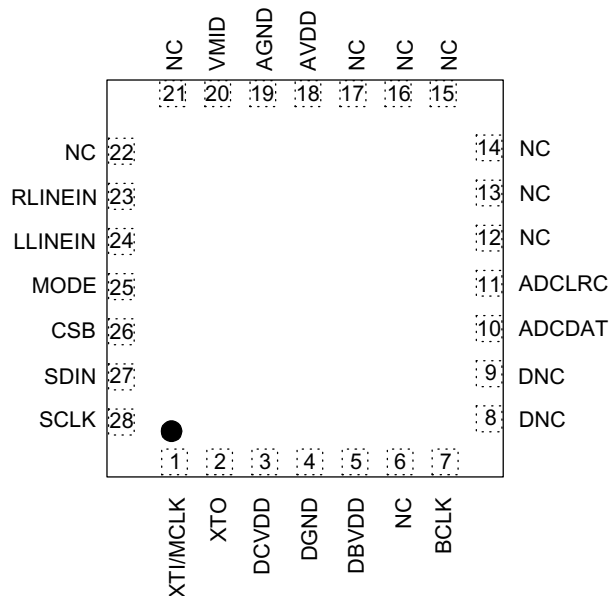 NC VMID AGND AVDD NC NC NC
21 20 19 18 17 16 15
NC 22
RLINEIN 23
LLINEIN 24
MODE 25
CSB 26
SDIN 27
SCLK 28
14 NC
13 NC
12 NC
11 ADCLRC
10 ADCDAT
9 DNC
8 DNC
1 2 3 4 5 6 7
XTI/MCLK XTO DCVDD DGND DBVDD NC BCLK